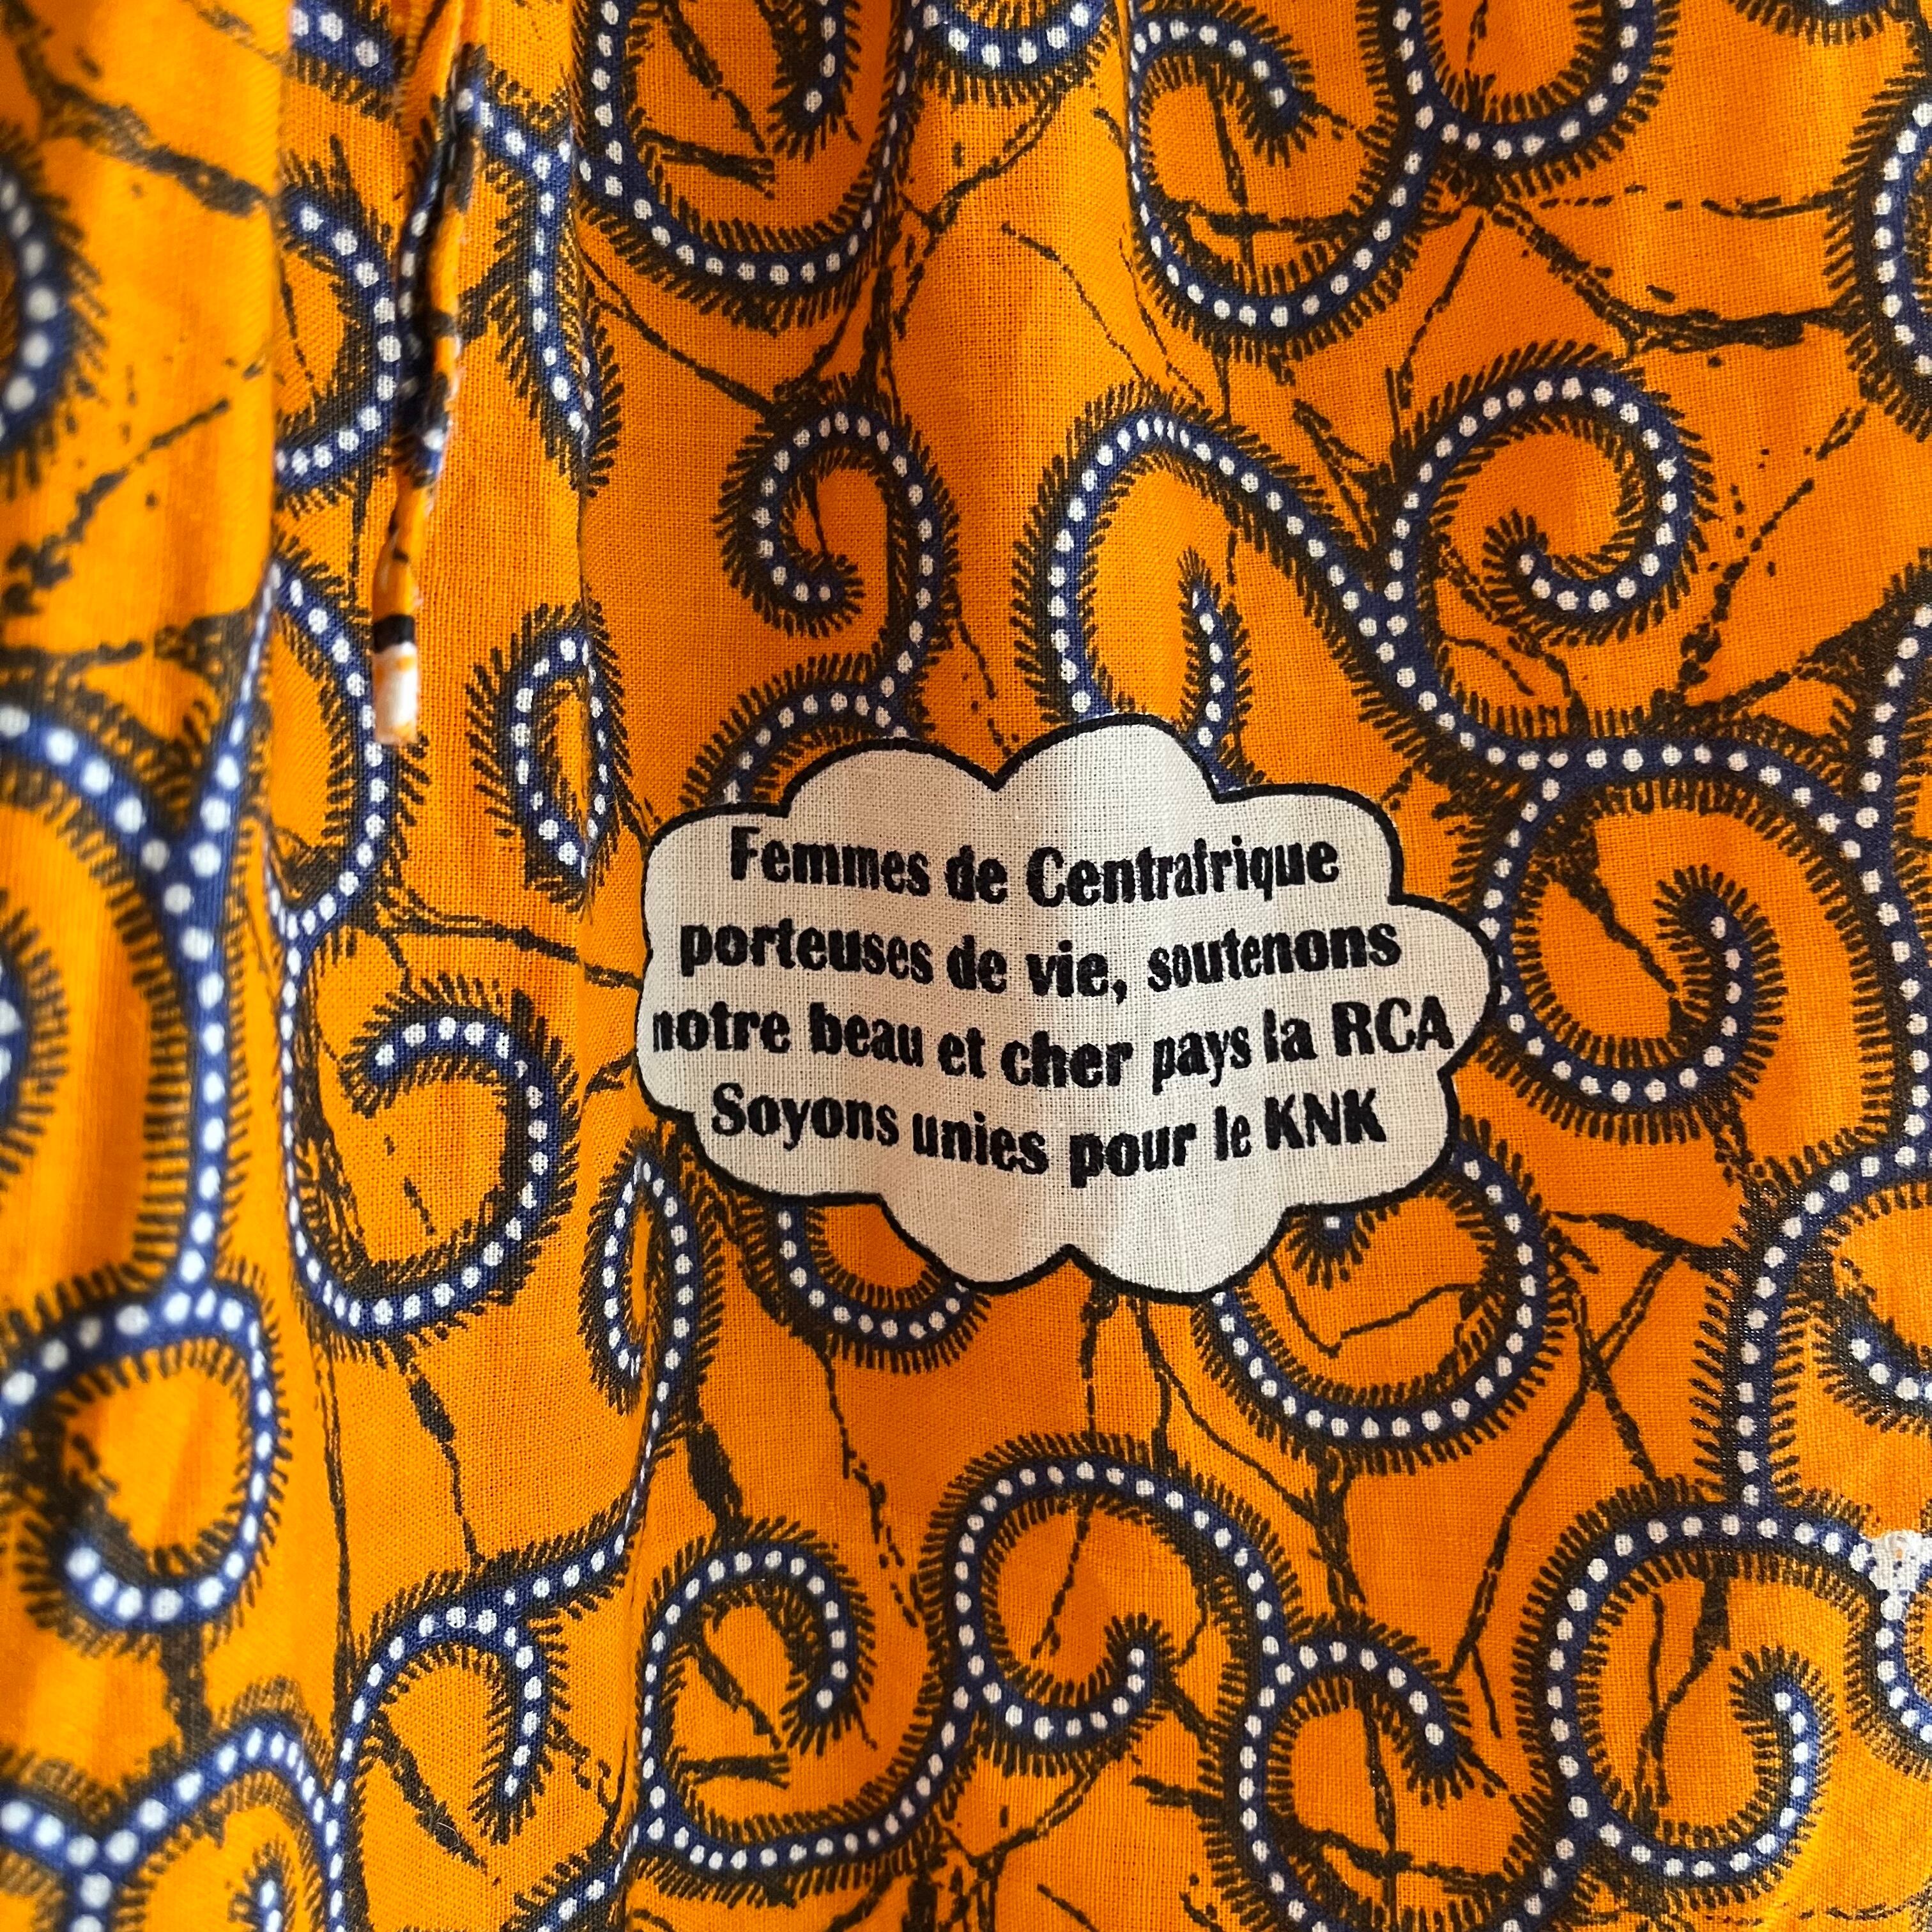 Femmes de Centrafrique
porteuses de vie, soutenons
notre beau et cher pays la RCA
Soyons unies pour le KNK